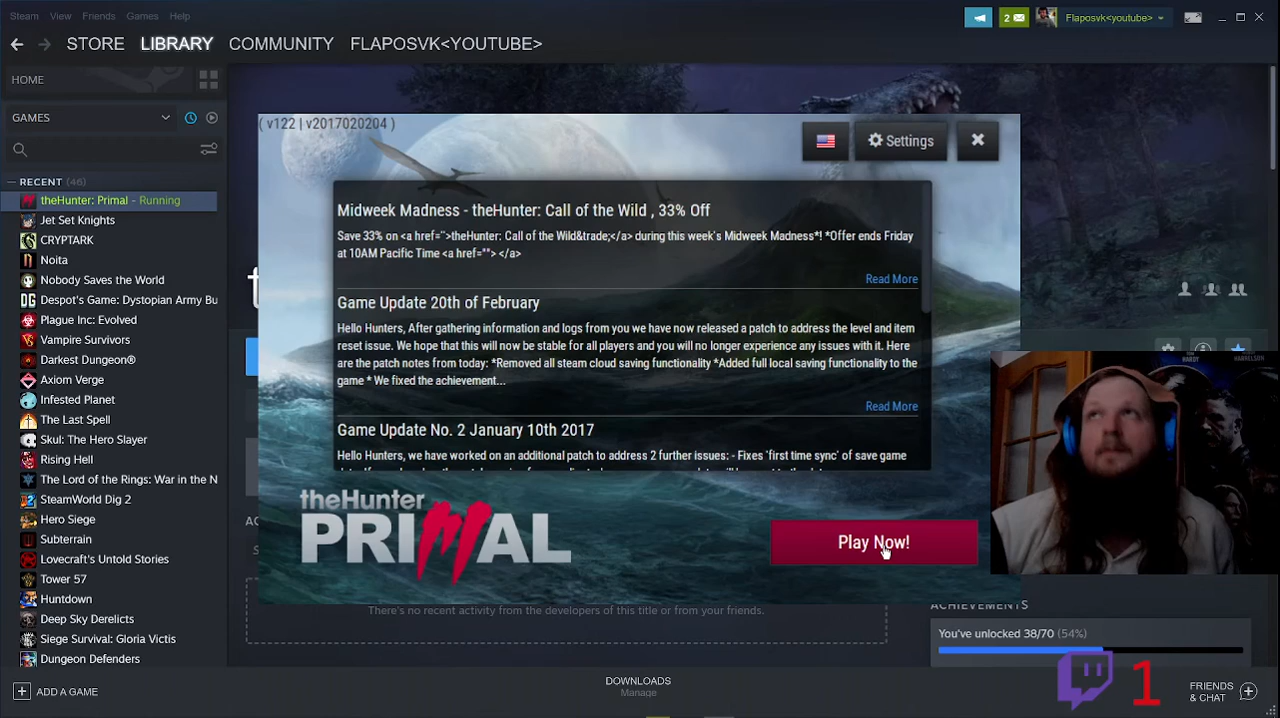 Steam View Friends Games Help
2
Flaposvk<youtube>
STORE LIBRARY COMMUNITY FLAPOSVK<YOUTUBE>
HOME
GAMES
RECENT (46)
theHunter: Primal - Running
Jet Set Knights
CRYPTARK
Noita
Nobody Saves the World
Despot's Game: Dystopian Army Bu
Plague Inc: Evolved
Vampire Survivors
Darkest Dungeon®
Axiom Verge
Infested Planet
The Last Spell
Skul: The Hero Slayer
Rising Hell
The Lord of the Rings: War in the N
SteamWorld Dig 2
Hero Siege
Subterrain
Lovecraft's Untold Stories
Tower 57
Huntdown
Deep Sky Derelicts
Siege Survival: Gloria Victis
Dungeon Defenders
ADD A GAME
( v122 | v2017020204 )
Settings
Midweek Madness - theHunter: Call of the Wild , 33% Off
Save 33% on <a href=">theHunter: Call of the Wild&trade;</a> during this week's Midweek Madness*! *Offer ends Friday
at 10AM Pacific Time <a href=""> </a>
Read More
Game Update 20th of February
Hello Hunters, After gathering information and logs from you we have now released a patch to address the level and item
reset issue. We hope that this will now be stable for all players and you will no longer experience any issues with it. Here
are the patch notes from today. *Removed all steam cloud saving functionality *Added full local saving functionality to the
game * We fixed the achievement...
Read More
Game Update No. 2 January 10th 2017
Hello Hunters, we have worked on an additional patch to address 2 further issues: - Fixes 'first time sync' of save game
theHunter
PRIMAL
Play Now!
There's no recent activity from the developers of this title or from your friends.
ACHIEVEMENTS
You've unlocked 38/70 (54%)
DOWNLOADS
Manage
1
FRIENDS
& CHAT